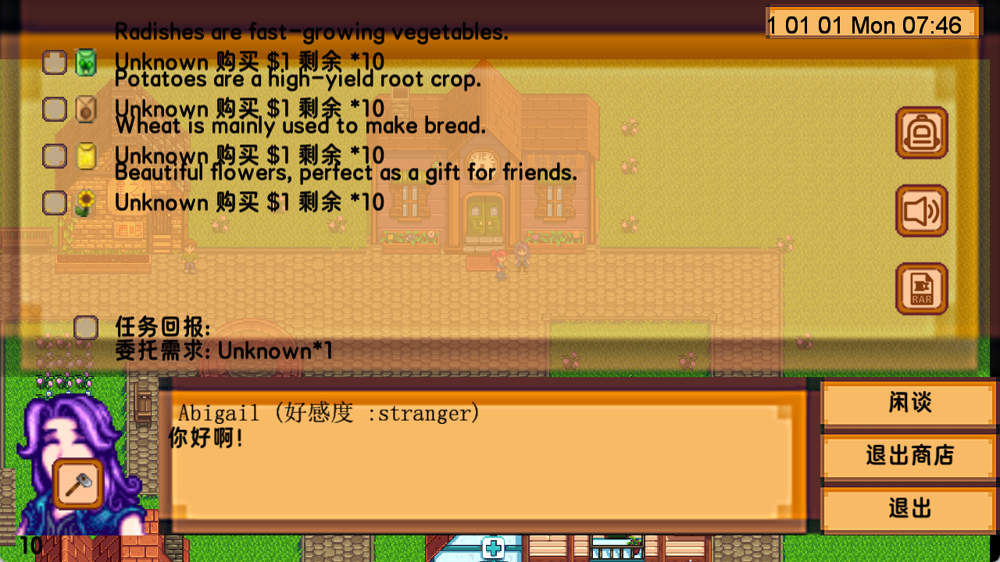 1 01 01 Mon 07:46
Radishes are fast-growing vegetables.
Unknown 购买 $1 剩余 *10
Potatoes are a high-yield root crop.
Unknown 购买 $1 剩余 *10
Wheat is mainly used to make bread.
Unknown 购买 $1 剩余 *10
Beautiful flowers, perfect as a gift for friends.
Unknown 购买 $1 剩余 *10
酒吧
RAR
任务回报:
委托需求: Unknown*1
Abigail (好感度 :stranger)
你好啊!
闲谈
退出商店
退出
10